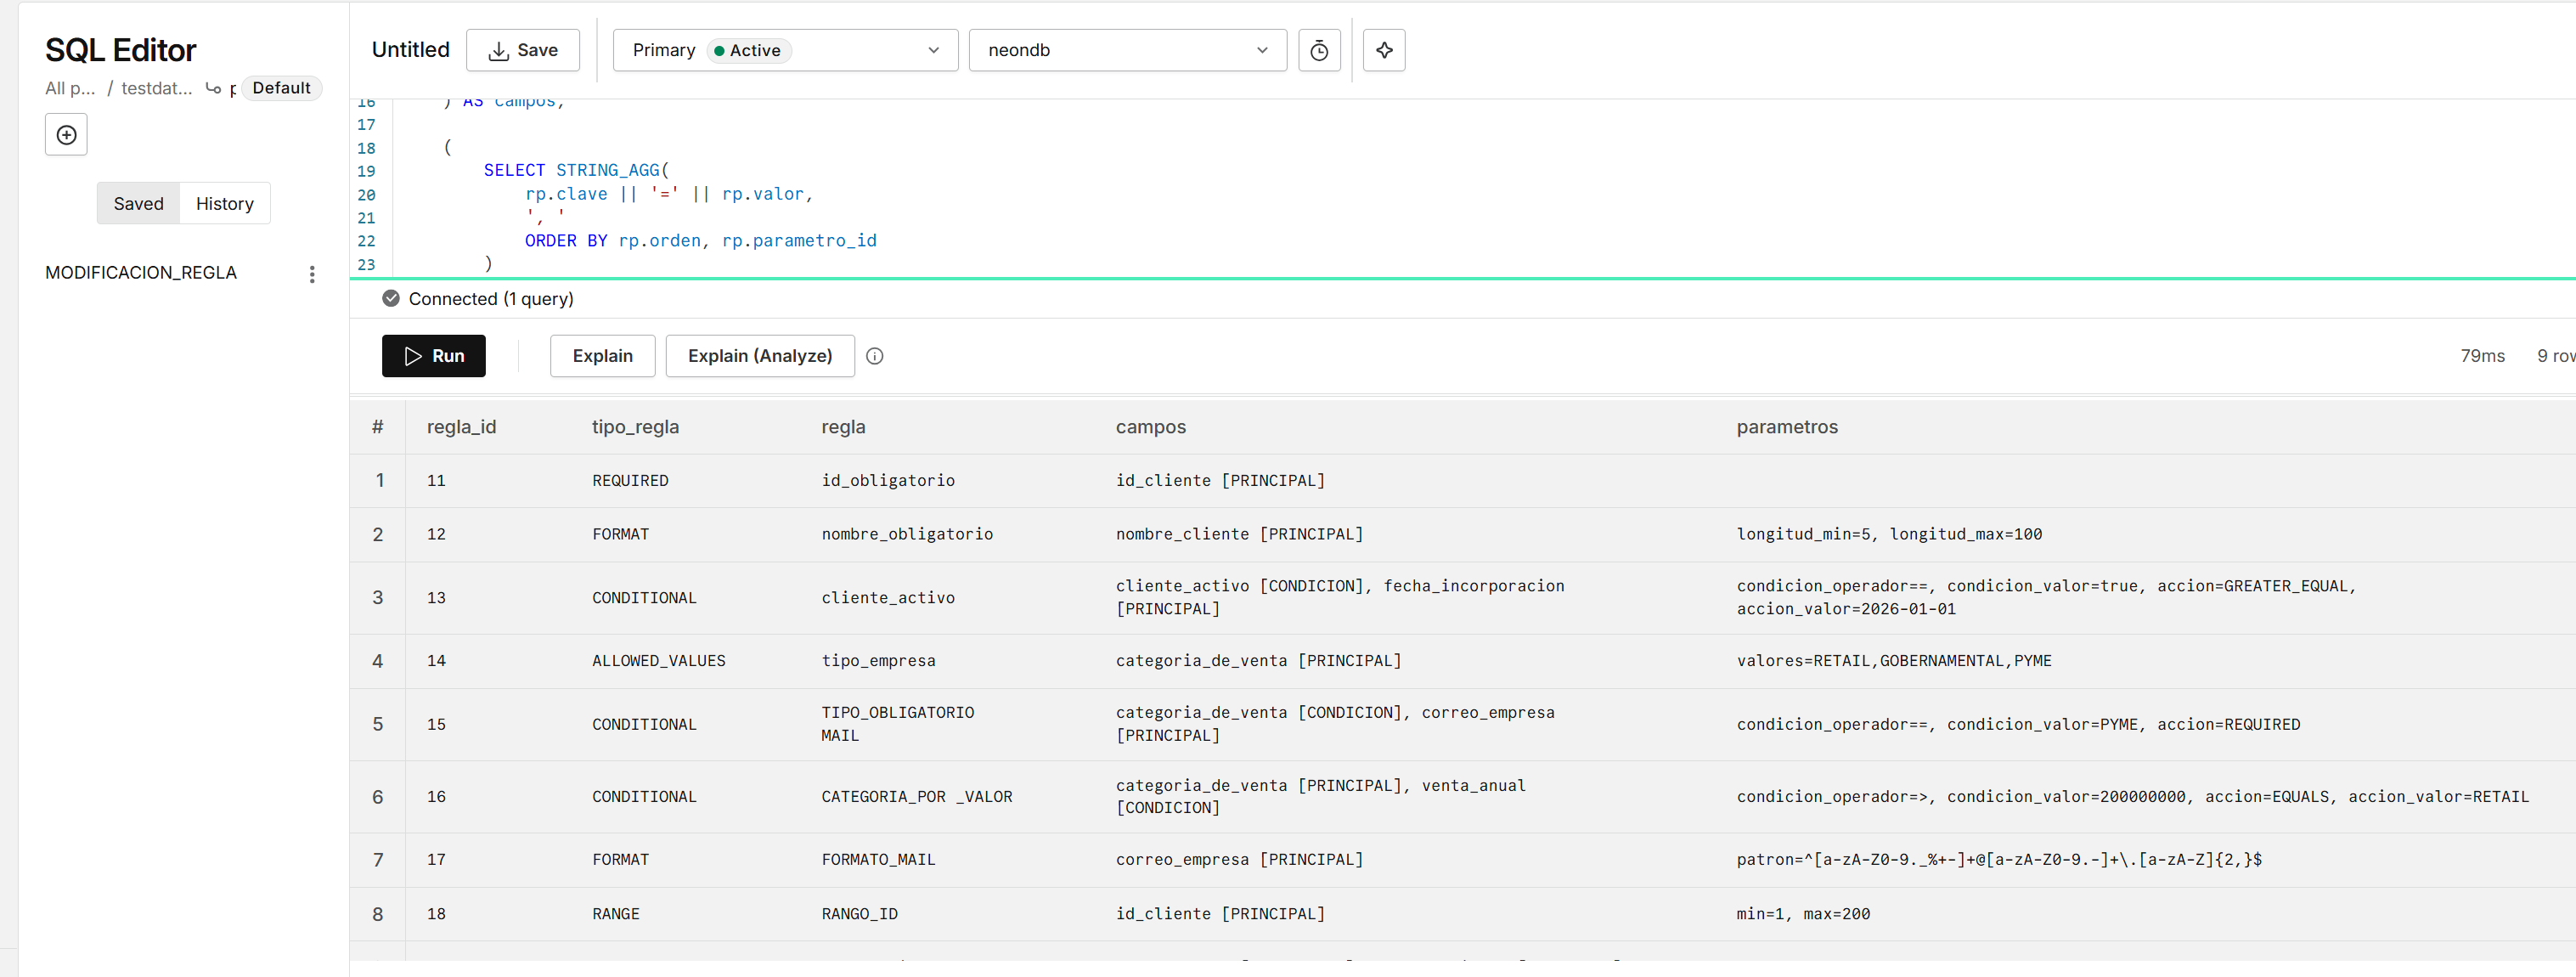 SQL Editor
All p... / testdat... Default
Saved History
MODIFICACION_REGLA
Untitled Save Primary Active neondb
16 ) AS campos,
17
18 (
19 SELECT STRING_AGG(
20 rp.clave || '=' || rp.valor,
21 ', '
22 ORDER BY rp.orden, rp.parametro_id
23 )
Connected (1 query)
Run Explain Explain (Analyze) 79ms 9
# regla_id tipo_regla regla campos parametros
1 11 REQUIRED id_obligatorio id_cliente [PRINCIPAL]
2 12 FORMAT nombre_obligatorio nombre_cliente [PRINCIPAL] longitud_min=5, longitud_max=100
3 13 CONDITIONAL cliente_activo cliente_activo [CONDICION], fecha_incorporacion condicion_operador==, condicion_valor=true, accion=GREATER_EQUAL,
[PRINCIPAL] accion_valor=2026-01-01
4 14 ALLOWED_VALUES tipo_empresa categoria_de_venta [PRINCIPAL] valores=RETAIL,GOBERNAMENTAL,PYME
5 15 CONDITIONAL TIPO_OBLIGATORIO categoria_de_venta [CONDICION], correo_empresa condicion_operador==, condicion_valor=PYME, accion=REQUIRED
MAIL [PRINCIPAL]
6 16 CONDITIONAL CATEGORIA_POR _VALOR categoria_de_venta [PRINCIPAL], venta_anual condicion_operador=>, condicion_valor=200000000, accion=EQUALS, accion_valor=RETAIL
[CONDICION]
7 17 FORMAT FORMATO_MAIL correo_empresa [PRINCIPAL] patron=^[a-zA-Z0-9._%+-]+@[a-zA-Z0-9.-]+\.[a-zA-Z]{2,}$
8 18 RANGE RANGO_ID id_cliente [PRINCIPAL] min=1, max=200